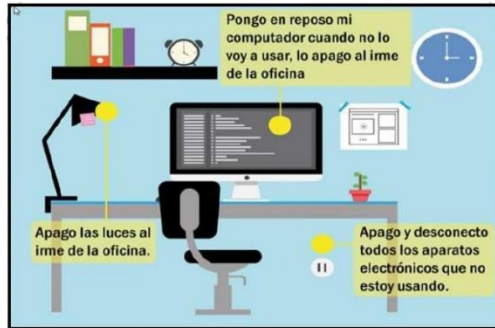 Pongo en reposo mi
computador cuando no lo
voy a usar, lo apago al irme
de la oficina
Apago las luces al
irme de la oficina.
Apago y desconecto
todos los aparatos
electrónicos que no
estoy usando.